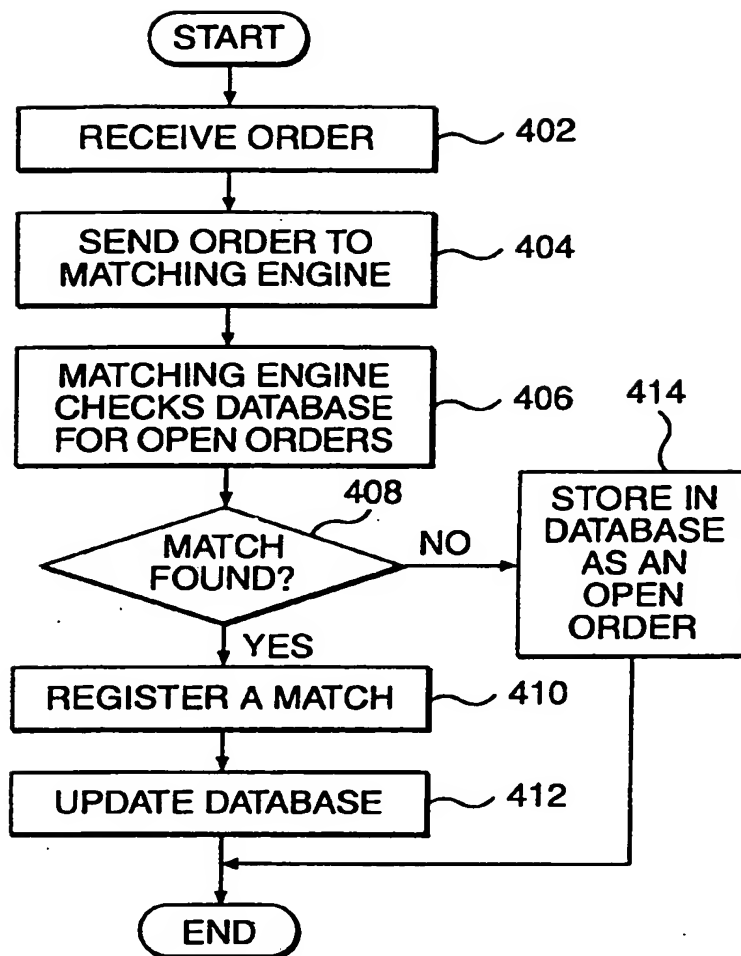 START
RECEIVE ORDER
402
SEND ORDER TO
MATCHING ENGINE
404
MATCHING ENGINE
CHECKS DATABASE
FOR OPEN ORDERS
406
414
408
MATCH
FOUND?
NO
STORE IN
DATABASE
AS AN
OPEN
ORDER
YES
REGISTER A MATCH
410
UPDATE DATABASE
412
END